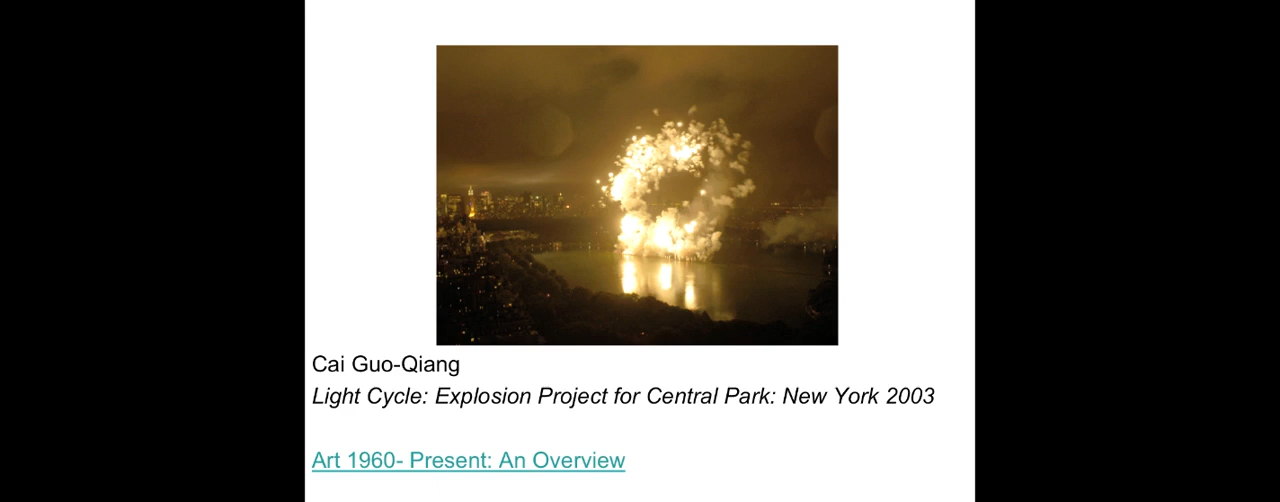 Cai Guo-Qiang
Light Cycle: Explosion Project for Central Park: New York 2003
Art 1960- Present: An Overview